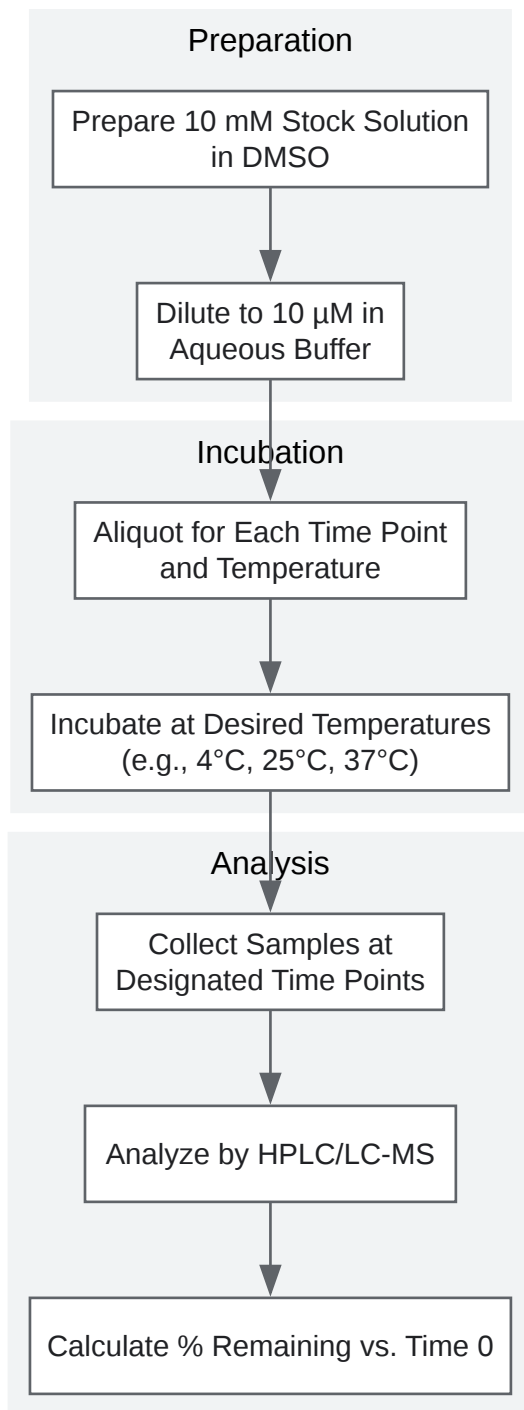 Preparation
Prepare 10 mM Stock Solution
in DMSO
Dilute to 10 µM in
Aqueous Buffer
Incubation
Aliquot for Each Time Point
and Temperature
Incubate at Desired Temperatures
(e.g., 4°C, 25°C, 37°C)
Analysis
Collect Samples at
Designated Time Points
Analyze by HPLC/LC-MS
Calculate % Remaining vs. Time 0